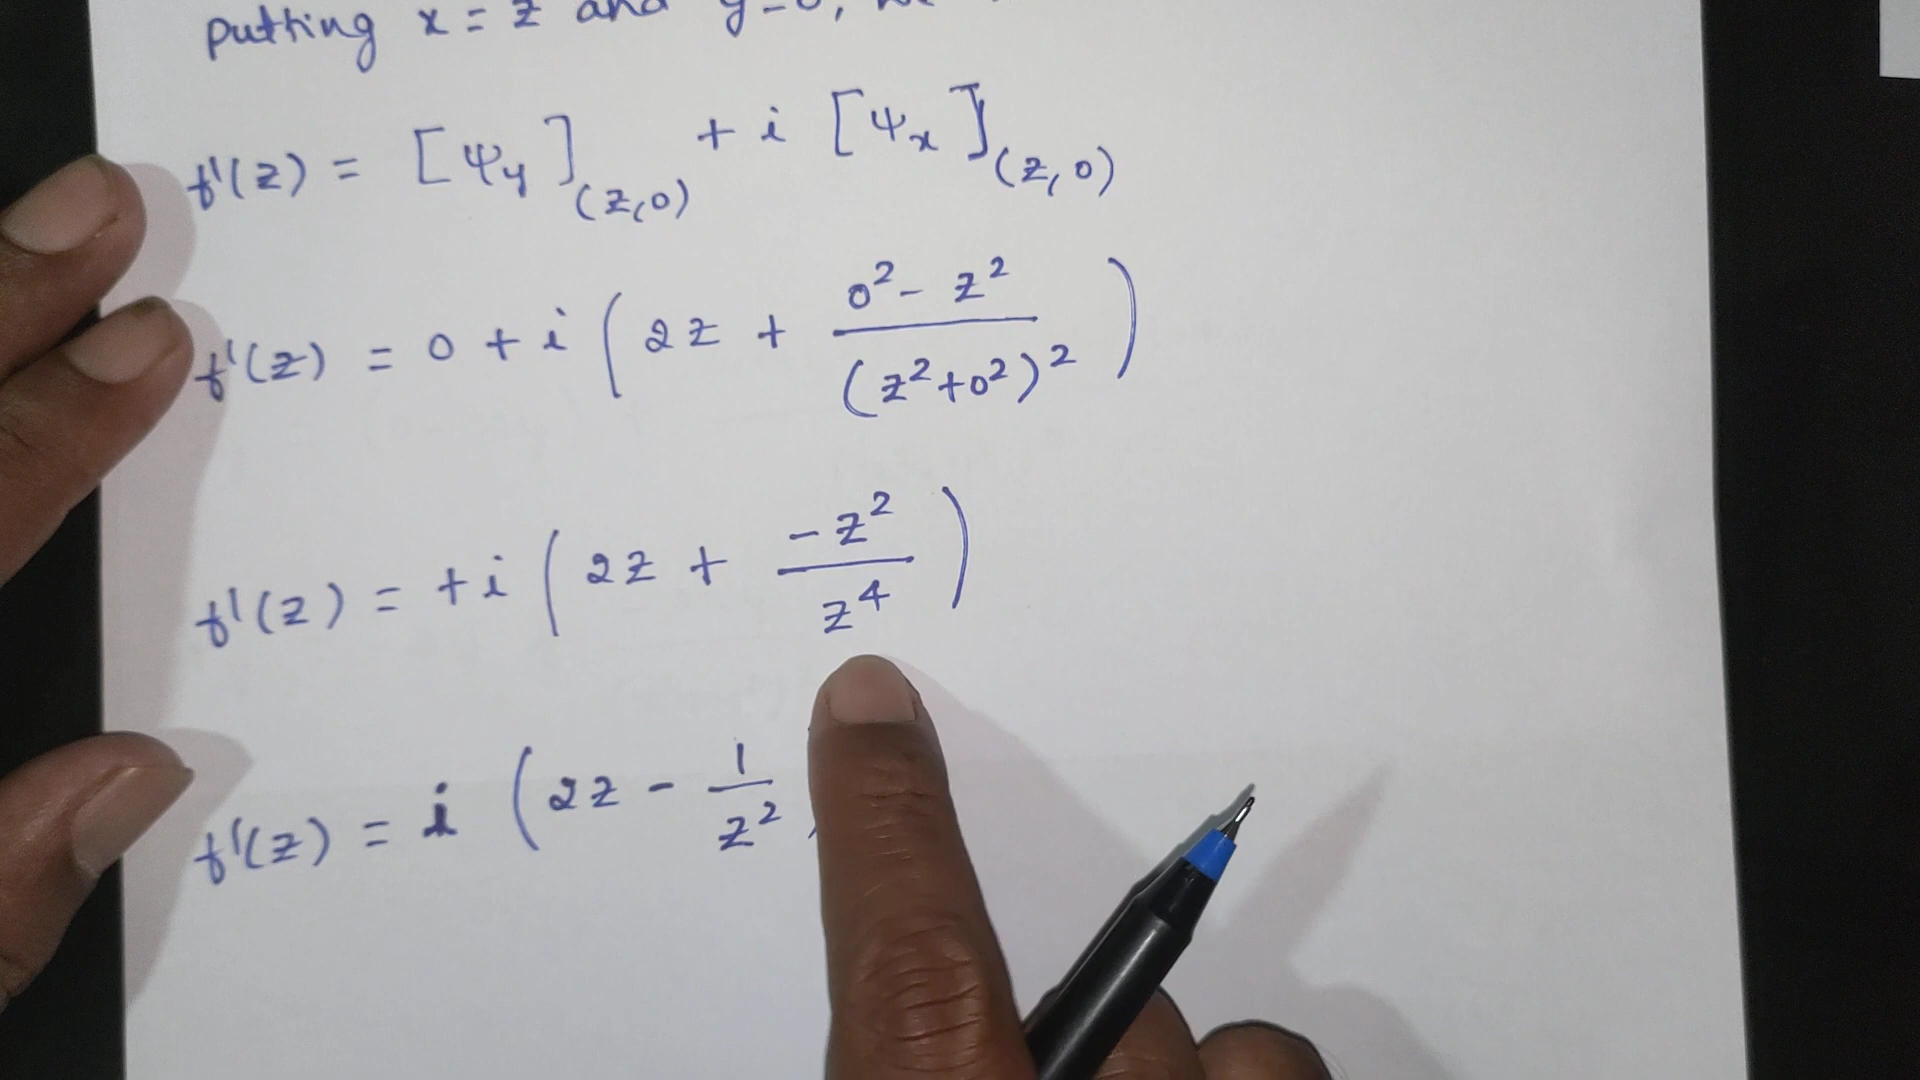 putting x = z and y=0,
f'(z) = [ψy](z,0) + i [ψx](z,0)
f'(z) = 0 + i (2z + 0² - z² / (z²+0²)²)
f'(z) = +i (2z + -z² / z⁴)
f'(z) = i (2z - 1/z²